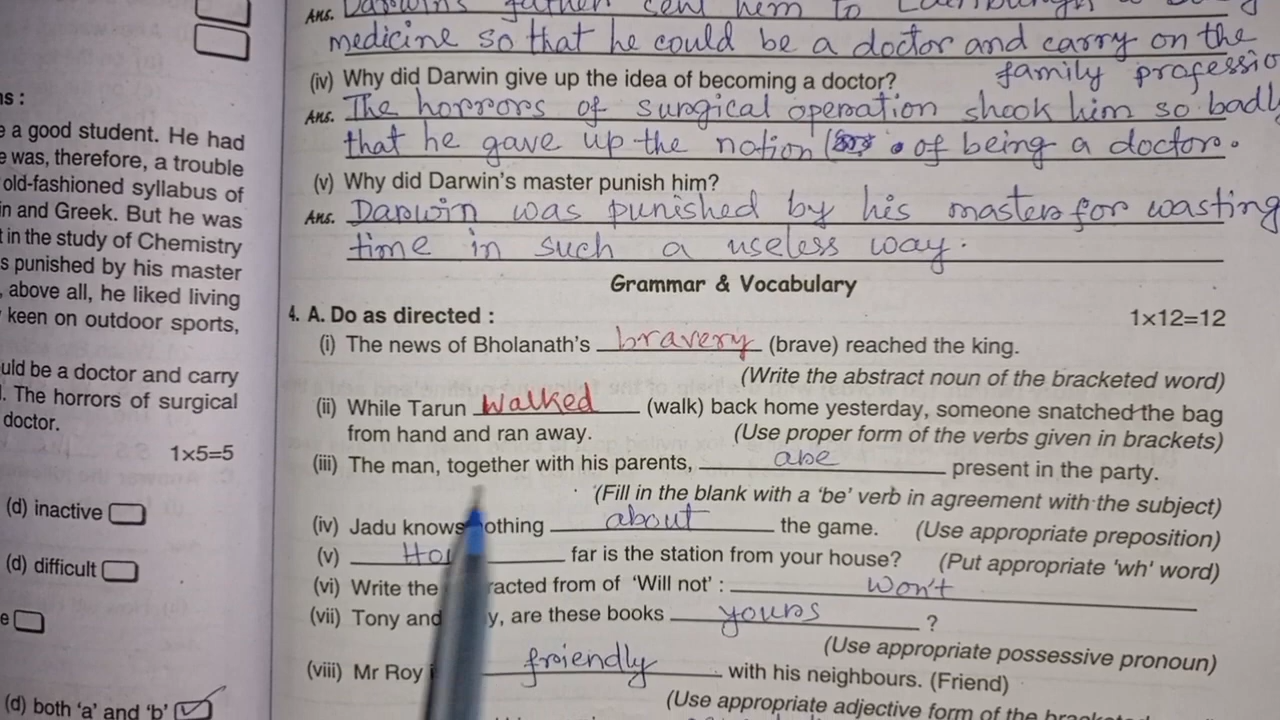 Ans. Darwin's father sent him to
medicine so that he could be a doctor and carry on the
family professio
(iv) Why did Darwin give up the idea of becoming a doctor?
Ans. The horrors of surgical operation shook him so badly
that he gave up the notion of being a doctor.
(v) Why did Darwin's master punish him?
Ans. Darwin was punished by his master for wasting
time in such a useless way.
Grammar & Vocabulary
4. A. Do as directed : 1×12=12
(i) The news of Bholanath's bravery (brave) reached the king.
(Write the abstract noun of the bracketed word)
(ii) While Tarun walked (walk) back home yesterday, someone snatched the bag
from hand and ran away. (Use proper form of the verbs given in brackets)
(iii) The man, together with his parents, are present in the party.
(Fill in the blank with a 'be' verb in agreement with the subject)
(iv) Jadu knows nothing about the game. (Use appropriate preposition)
(v) far is the station from your house? (Put appropriate 'wh' word)
(vi) Write the racted from of 'Will not' : Won't
(vii) Tony and y, are these books yours ?
(Use appropriate possessive pronoun)
(viii) Mr Roy friendly with his neighbours. (Friend)
(Use appropriate adjective form of the
ns :
e a good student. He had
e was, therefore, a trouble
old-fashioned syllabus of
in and Greek. But he was
t in the study of Chemistry
s punished by his master
, above all, he liked living
keen on outdoor sports,
uld be a doctor and carry
. The horrors of surgical
doctor.
1×5=5
(d) inactive
(d) difficult
e
(d) both 'a' and 'b'